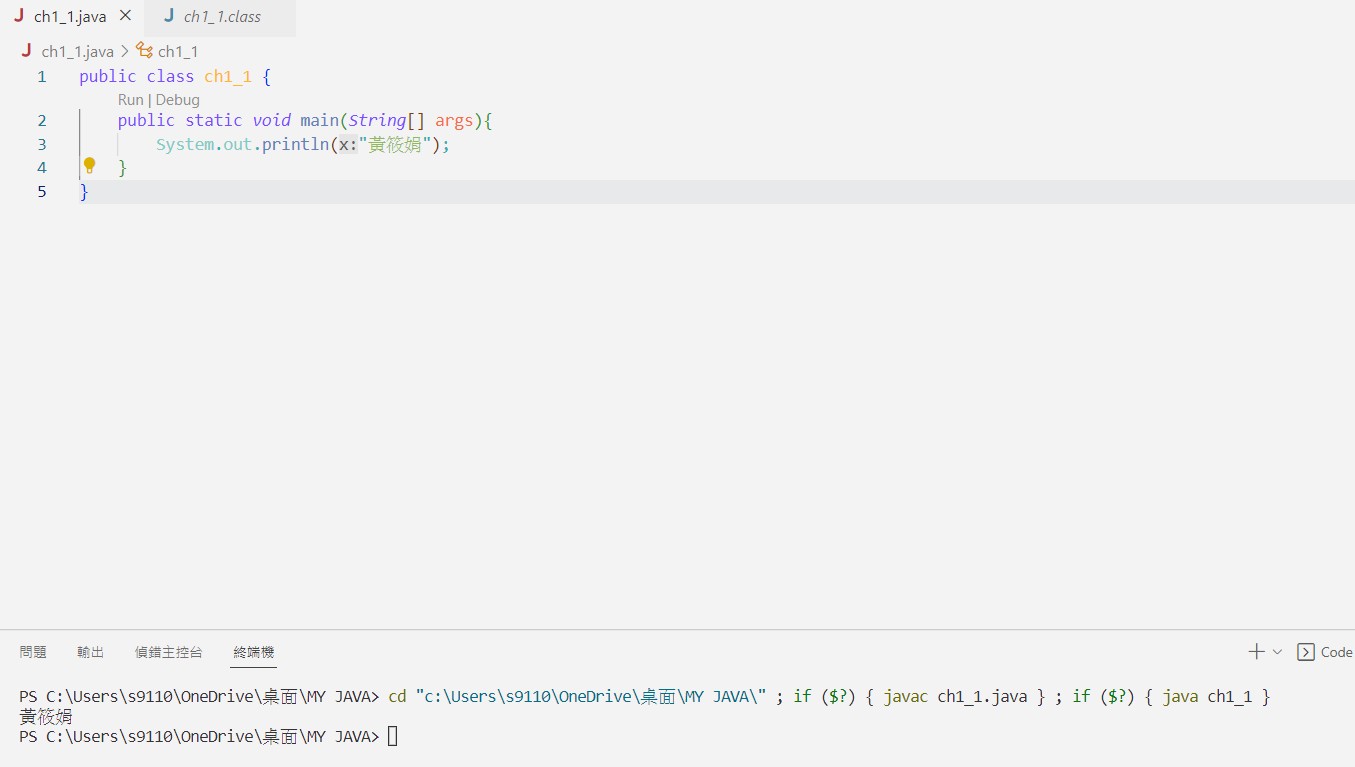 ch1_1.java ch1_1.class
ch1_1.java > ch1_1
1 public class ch1_1 {
Run | Debug
2 public static void main(String[] args){
3 System.out.println(x:"黃筱娟");
4 }
5 }
問題 輸出 偵錯主控台 終端機 Code
PS C:\Users\s9110\OneDrive\桌面\MY JAVA> cd "c:\Users\s9110\OneDrive\桌面\MY JAVA\" ; if ($?) { javac ch1_1.java } ; if ($?) { java ch1_1 }
黃筱娟
PS C:\Users\s9110\OneDrive\桌面\MY JAVA>